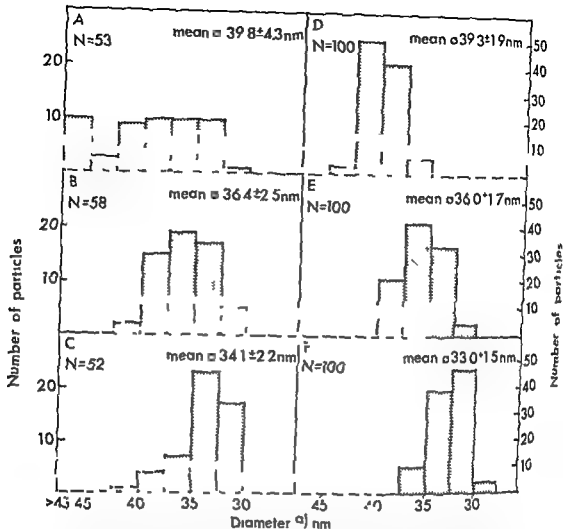 A
N=53
mean = 39.8±4.3nm
20
10
D
N=100
mean = 39.3±1.9nm
50
40
30
20
10
B
N=58
mean = 36.4±2.5nm
20
10
E
N=100
mean = 36.0±1.7nm
50
40
30
20
10
C
N=52
mean = 34.1±2.2nm
20
10
F
N=100
mean = 33.0±1.5nm
50
40
30
20
10
Number of particles
Number of particles
>45 45 40 35 30 45 40 35 30
Diameter a) nm